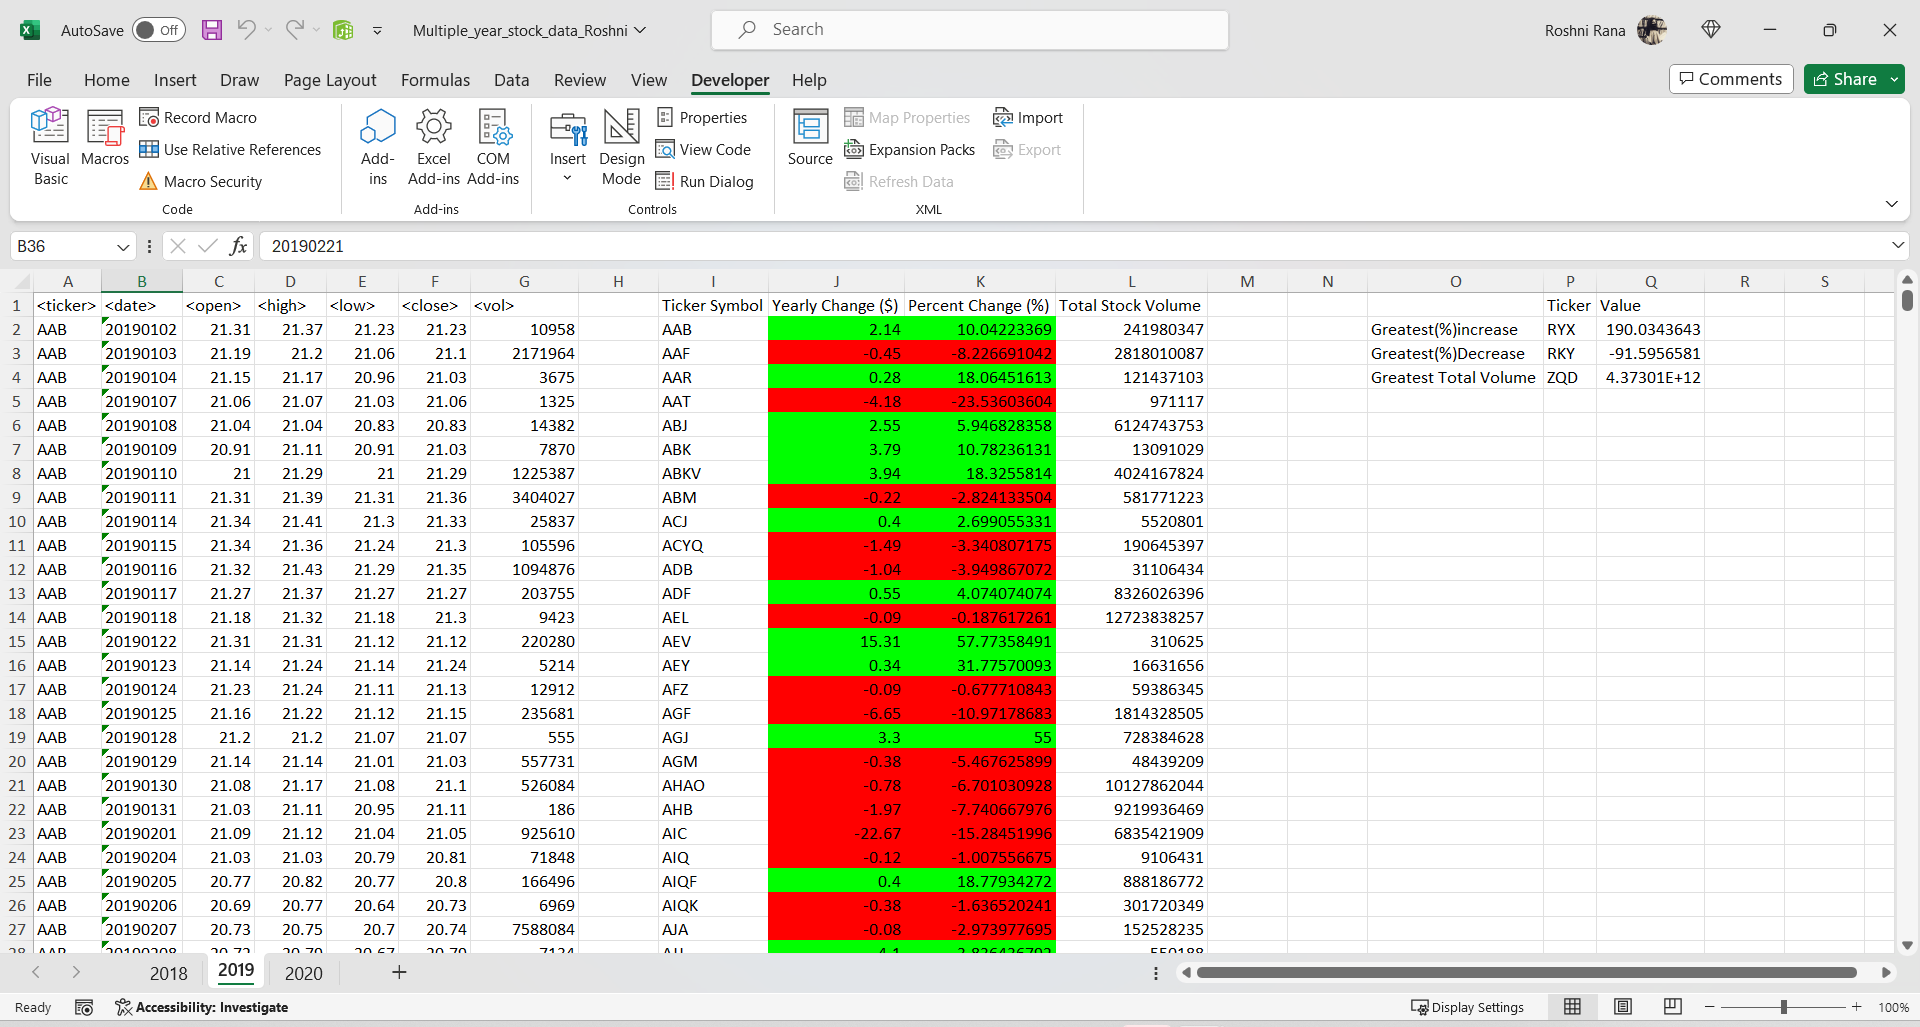 AutoSave Off Multiple_year_stock_data_Roshni Search Roshni Rana
File Home Insert Draw Page Layout Formulas Data Review View Developer Help Comments Share
Visual Basic Macros Record Macro Use Relative References Macro Security Code
Add-ins Excel Add-ins COM Add-ins Add-ins
Insert Design Mode Properties View Code Run Dialog Controls
Source Map Properties Expansion Packs Refresh Data Import Export XML
B36 fx 20190221
A B C D E F G H I J K L M N O P Q R S
1 <ticker> <date> <open> <high> <low> <close> <vol> Ticker Symbol Yearly Change ($) Percent Change (%) Total Stock Volume Ticker Value
2 AAB 20190102 21.31 21.37 21.23 21.23 10958 AAB 2.14 10.04223369 241980347 Greatest(%)increase RYX 190.0343643
3 AAB 20190103 21.19 21.2 21.06 21.1 2171964 AAF -0.45 -8.226691042 2818010087 Greatest(%)Decrease RKY -91.5956581
4 AAB 20190104 21.15 21.17 20.96 21.03 3675 AAR 0.28 18.06451613 121437103 Greatest Total Volume ZQD 4.37301E+12
5 AAB 20190107 21.06 21.07 21.03 21.06 1325 AAT -4.18 -23.53603604 971117
6 AAB 20190108 21.04 21.04 20.83 20.83 14382 ABJ 2.55 5.946828358 6124743753
7 AAB 20190109 20.91 21.11 20.91 21.03 7870 ABK 3.79 10.78236131 13091029
8 AAB 20190110 21 21.29 21 21.29 1225387 ABKV 3.94 18.3255814 4024167824
9 AAB 20190111 21.31 21.39 21.31 21.36 3404027 ABM -0.22 -2.824133504 581771223
10 AAB 20190114 21.34 21.41 21.3 21.33 25837 ACJ 0.4 2.699055331 5520801
11 AAB 20190115 21.34 21.36 21.24 21.3 105596 ACYQ -1.49 -3.340807175 190645397
12 AAB 20190116 21.32 21.43 21.29 21.35 1094876 ADB -1.04 -3.949867072 31106434
13 AAB 20190117 21.27 21.37 21.27 21.27 203755 ADF 0.55 4.074074074 8326026396
14 AAB 20190118 21.18 21.32 21.18 21.3 9423 AEL -0.09 -0.187617261 12723838257
15 AAB 20190122 21.31 21.31 21.12 21.12 220280 AEV 15.31 57.77358491 310625
16 AAB 20190123 21.14 21.24 21.14 21.24 5214 AEY 0.34 31.77570093 16631656
17 AAB 20190124 21.23 21.24 21.11 21.13 12912 AFZ -0.09 -0.677710843 59386345
18 AAB 20190125 21.16 21.22 21.12 21.15 235681 AGF -6.65 -10.97178683 1814328505
19 AAB 20190128 21.2 21.2 21.07 21.07 555 AGJ 3.3 55 728384628
20 AAB 20190129 21.14 21.14 21.01 21.03 557731 AGM -0.38 -5.467625899 48439209
21 AAB 20190130 21.08 21.17 21.08 21.1 526084 AHAO -0.78 -6.701030928 10127862044
22 AAB 20190131 21.03 21.11 20.95 21.11 186 AHB -1.97 -7.740667976 9219936469
23 AAB 20190201 21.09 21.12 21.04 21.05 925610 AIC -22.67 -15.28451996 6835421909
24 AAB 20190204 21.03 21.03 20.79 20.81 71848 AIQ -0.12 -1.007556675 9106431
25 AAB 20190205 20.77 20.82 20.77 20.8 166496 AIQF 0.4 18.77934272 888186772
26 AAB 20190206 20.69 20.77 20.64 20.73 6969 AIQK -0.38 -1.636520241 301720349
27 AAB 20190207 20.73 20.75 20.7 20.74 7588084 AJA -0.08 -2.973977695 152528235
2018 2019 2020
Ready Accessibility: Investigate Display Settings 100%